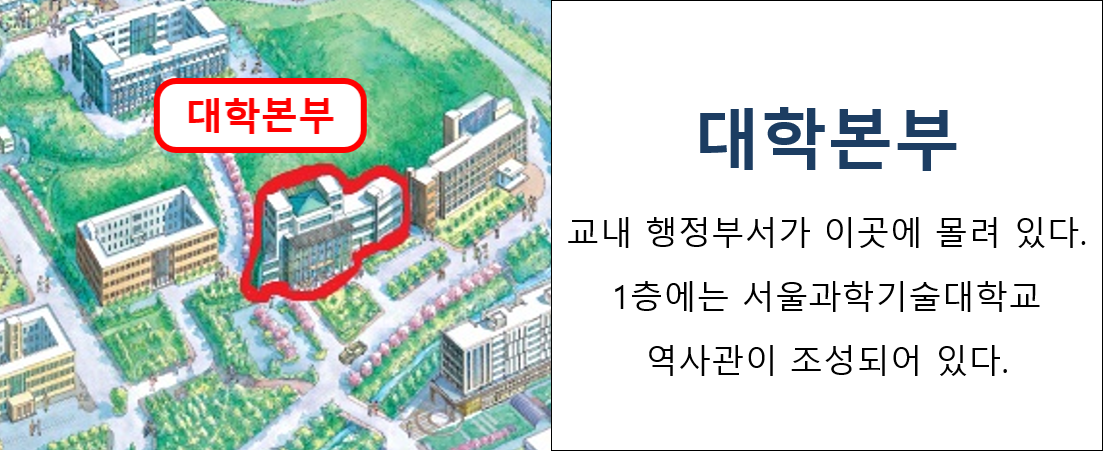 대학본부
대학본부
교내 행정부서가 이곳에 몰려 있다.
1층에는 서울과학기술대학교
역사관이 조성되어 있다.